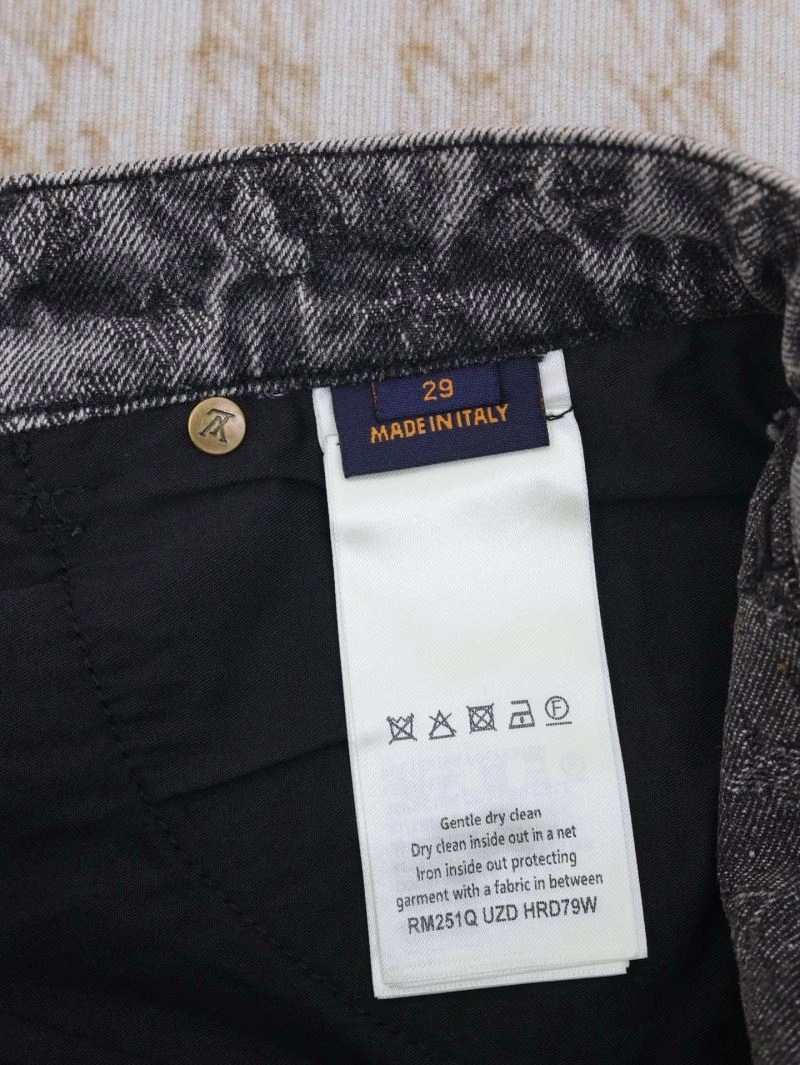 29
MADE IN ITALY
LV
F
Gentle dry clean
Dry clean inside out in a net
Iron inside out protecting
garment with a fabric in between
RM251Q UZD HRD79W